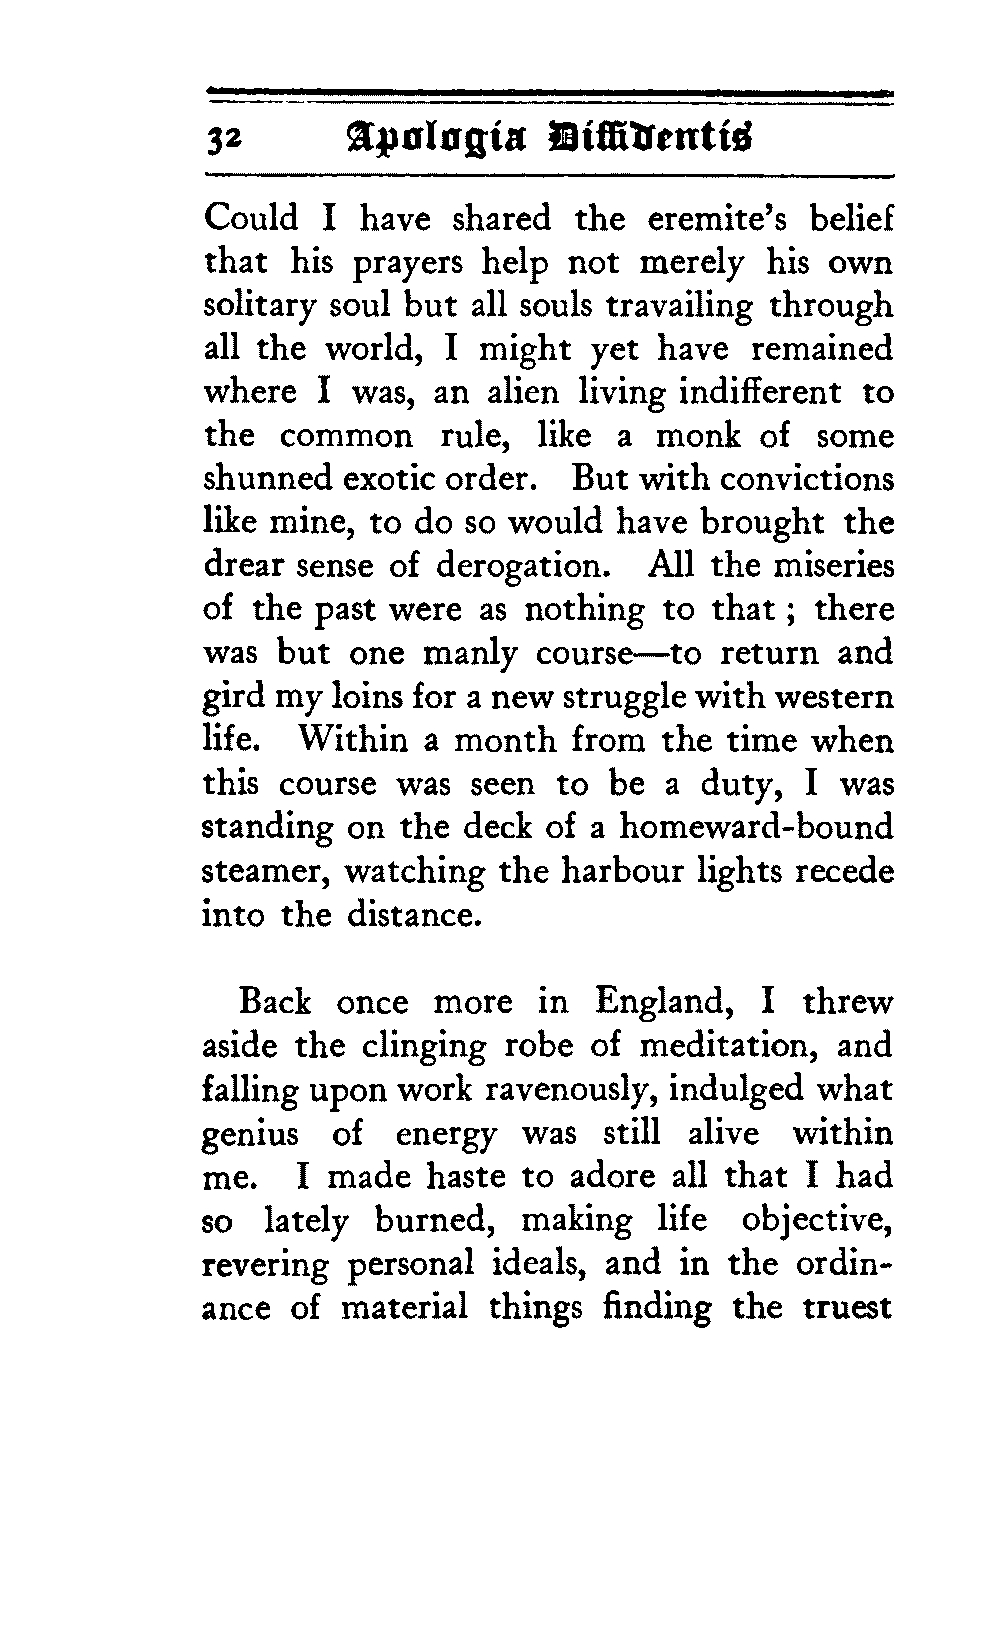 32 Apologia Diffidentis
Could I have shared the eremite's belief
that his prayers help not merely his own
solitary soul but all souls travailing through
all the world, I might yet have remained
where I was, an alien living indifferent to
the common rule, like a monk of some
shunned exotic order. But with convictions
like mine, to do so would have brought the
drear sense of derogation. All the miseries
of the past were as nothing to that ; there
was but one manly course—to return and
gird my loins for a new struggle with western
life. Within a month from the time when
this course was seen to be a duty, I was
standing on the deck of a homeward-bound
steamer, watching the harbour lights recede
into the distance.
Back once more in England, I threw
aside the clinging robe of meditation, and
falling upon work ravenously, indulged what
genius of energy was still alive within
me. I made haste to adore all that I had
so lately burned, making life objective,
revering personal ideals, and in the ordin-
ance of material things finding the truest